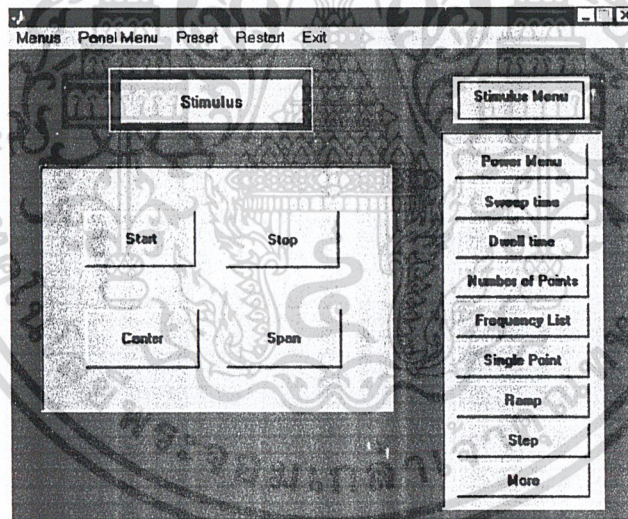 Menus Panel Menu Preset Restart Exit
Stimulus
Stimulus Menu
Start
Stop
Center
Span
Power Menu
Sweep time
Dwell time
Number of Points
Frequency List
Single Point
Ramp
Step
More